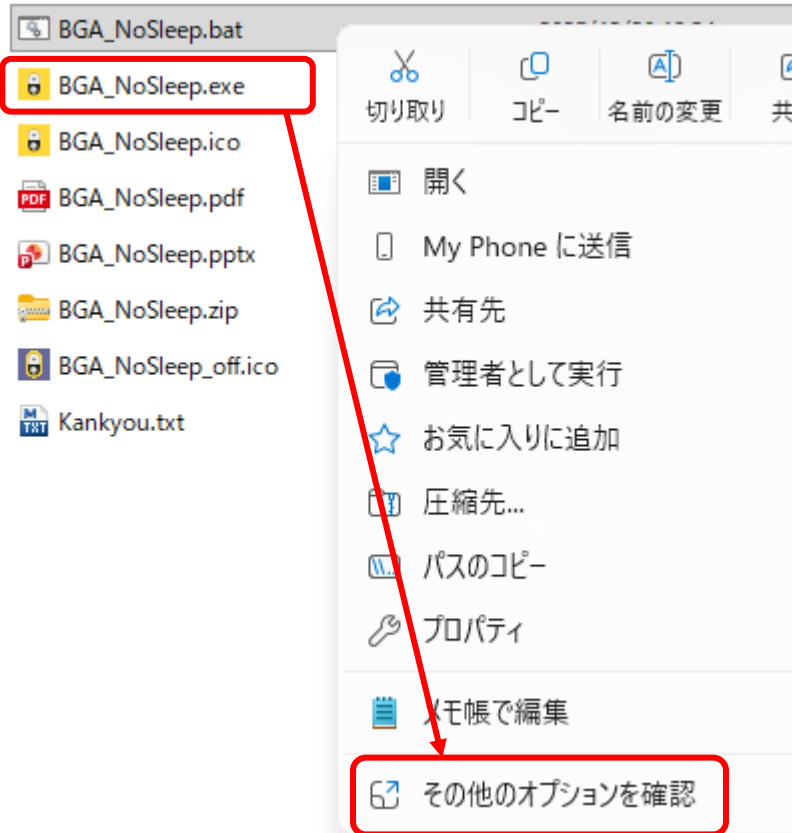 BGA_NoSleep.bat
BGA_NoSleep.exe
BGA_NoSleep.ico
BGA_NoSleep.pdf
BGA_NoSleep.pptx
BGA_NoSleep.zip
BGA_NoSleep_off.ico
Kankyou.txt
切り取り
コピー
名前の変更
開く
My Phone に送信
共有先
管理者として実行
お気に入りに追加
圧縮先...
パスのコピー
プロパティ
メモ帳で編集
その他のオプションを確認